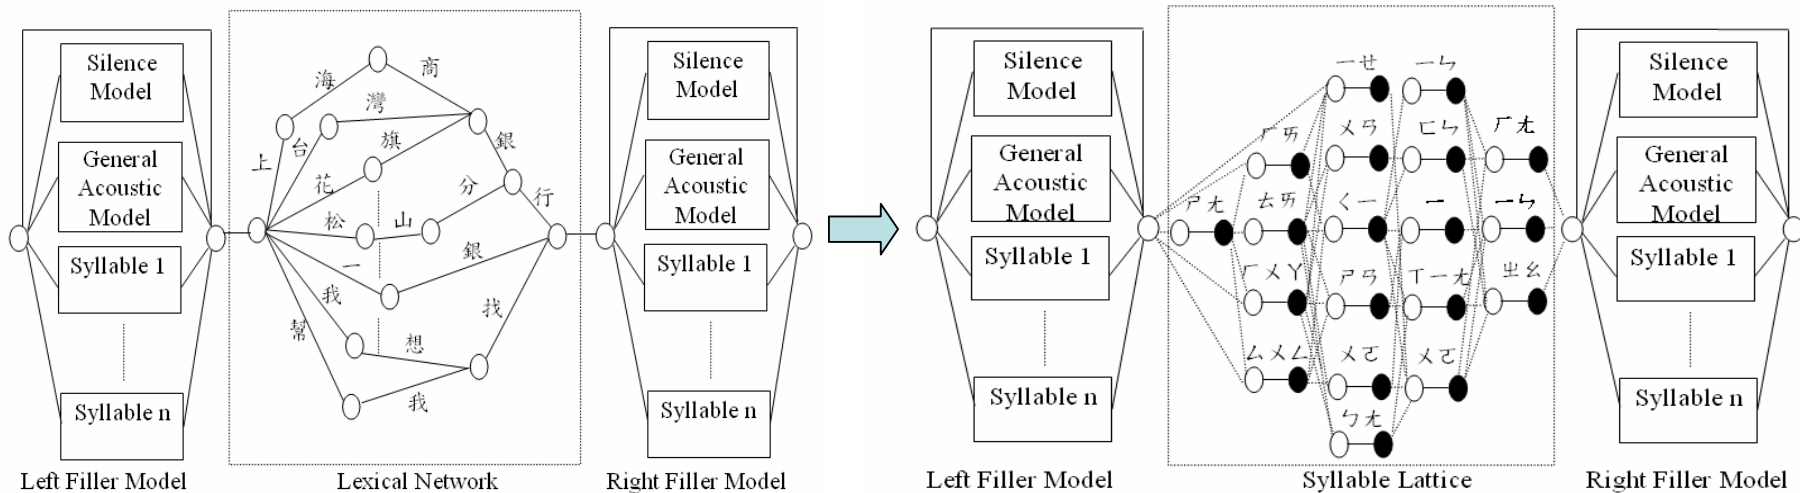 Silence
Model
General
Acoustic
Model
Syllable 1
Syllable n
Left Filler Model
海
商
灣
台
旗
銀
上
花
分
行
松
山
一
銀
我
找
幫
想
我
Lexical Network
Silence
Model
General
Acoustic
Model
Syllable 1
Syllable n
Right Filler Model
Silence
Model
General
Acoustic
Model
Syllable 1
Syllable n
Left Filler Model
ㄧㄝ
ㄧㄣ
ㄏㄞ
ㄨㄢ
ㄈㄣ
ㄏㄤ
ㄕㄤ
ㄊㄞ
ㄑㄧ
ㄧ
ㄧㄣ
ㄏㄨㄚ
ㄕㄢ
ㄒㄧㄤ
ㄓㄠ
ㄙㄨㄥ
ㄨㄛ
ㄨㄛ
ㄅㄤ
Syllable Lattice
Silence
Model
General
Acoustic
Model
Syllable 1
Syllable n
Right Filler Model